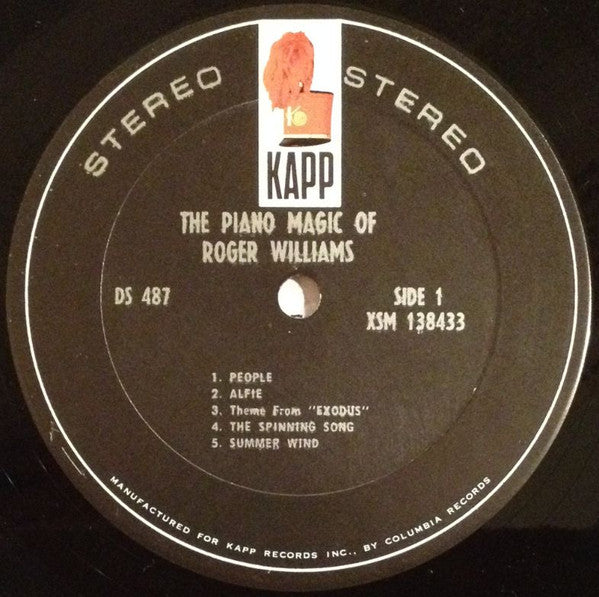 STEREO
STEREO
K
KAPP
THE PIANO MAGIC OF
ROGER WILLIAMS
DS 487
SIDE 1
XSM 138433
1. PEOPLE
2. ALFIE
3. Theme From "EXODUS"
4. THE SPINNING SONG
5. SUMMER WIND
MANUFACTURED FOR KAPP RECORDS INC., BY COLUMBIA RECORDS